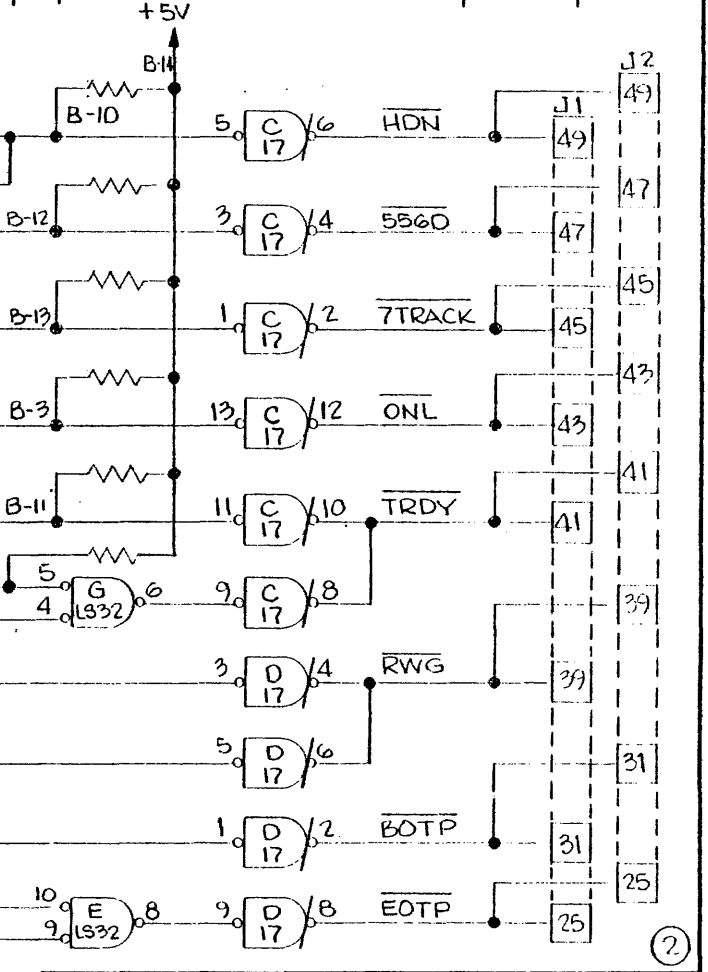 +5V
B-14
J2
49
B-10
J1
5 C 17 6 HDN
49
47
B-12
3 C 17 4 556D
47
45
B-13
1 C 17 2 7TRACK
45
43
B-3
13 C 17 12 ONL
43
41
B-11
11 C 17 10 TRDY
41
5
4 G LS32 6
9 C 17 8
39
3 D 17 4 RWG
39
5 D 17 6
31
1 D 17 2 BOTP
31
25
10
9 E LS32 8
9 D 17 8 EOTP
25
2